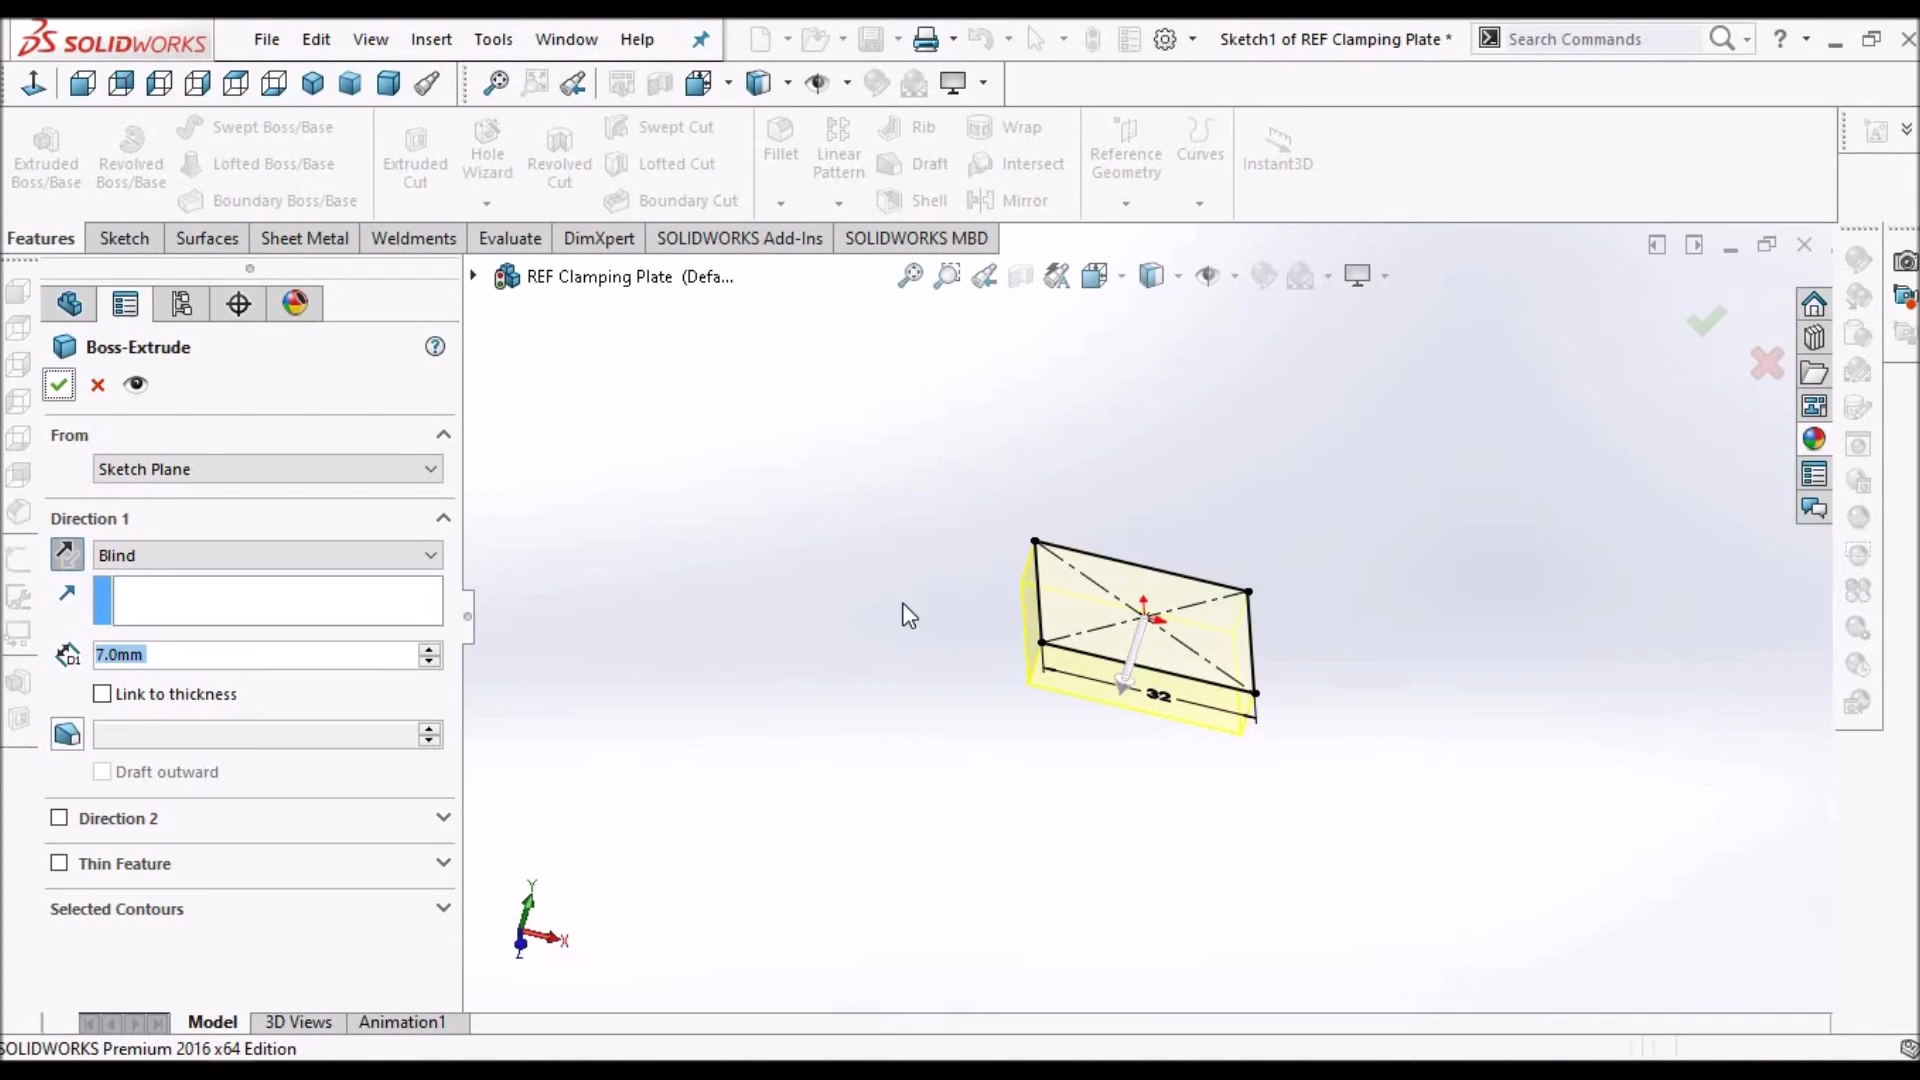 SOLIDWORKS File Edit View Insert Tools Window Help Sketch1 of REF Clamping Plate * Search Commands
Extruded Boss/Base
Revolved Boss/Base
Swept Boss/Base
Lofted Boss/Base
Boundary Boss/Base
Extruded Cut
Hole Wizard
Revolved Cut
Swept Cut
Lofted Cut
Boundary Cut
Fillet
Linear Pattern
Rib
Draft
Shell
Wrap
Intersect
Mirror
Reference Geometry
Curves
Instant3D
Features Sketch Surfaces Sheet Metal Weldments Evaluate DimXpert SOLIDWORKS Add-Ins SOLIDWORKS MBD
REF Clamping Plate (Defa...
Boss-Extrude
From
Sketch Plane
Direction 1
Blind
D1
7.0mm
Link to thickness
Draft outward
Direction 2
Thin Feature
Selected Contours
32
Y
X
Z
Model 3D Views Animation1
SOLIDWORKS Premium 2016 x64 Edition